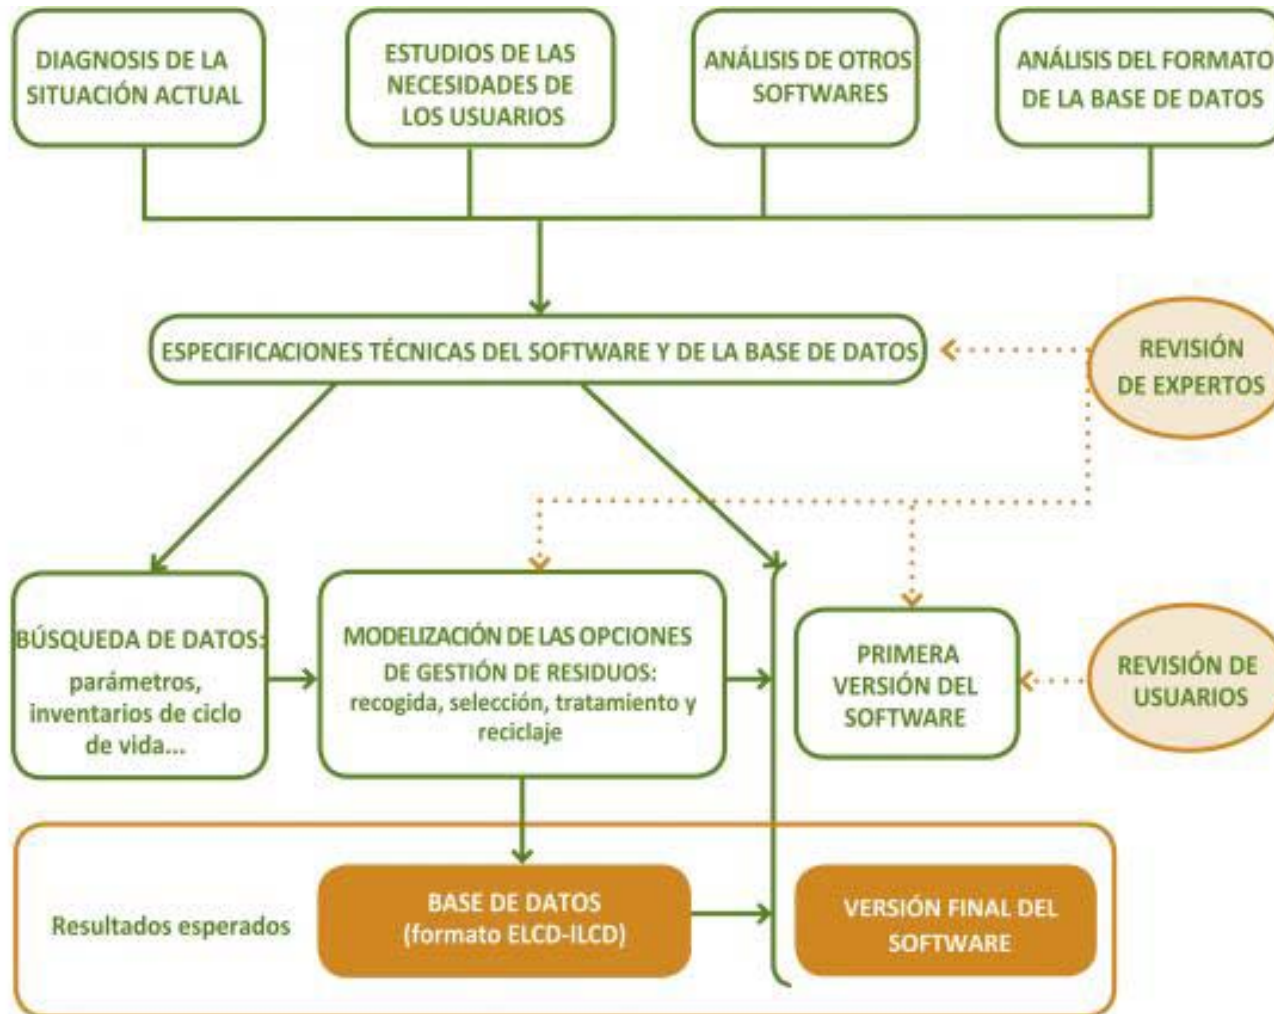 DIAGNOSIS DE LA
SITUACIÓN ACTUAL
ESTUDIOS DE LAS
NECESIDADES DE
LOS USUARIOS
ANÁLISIS DE OTROS
SOFTWARES
ANÁLISIS DEL FORMATO
DE LA BASE DE DATOS
ESPECIFICACIONES TÉCNICAS DEL SOFTWARE Y DE LA BASE DE DATOS
REVISIÓN
DE EXPERTOS
BÚSQUEDA DE DATOS:
parámetros,
inventarios de ciclo
de vida...
MODELIZACIÓN DE LAS OPCIONES
DE GESTIÓN DE RESIDUOS:
recogida, selección, tratamiento y
reciclaje
PRIMERA
VERSIÓN DEL
SOFTWARE
REVISIÓN DE
USUARIOS
Resultados esperados
BASE DE DATOS
(formato ELCD-ILCD)
VERSIÓN FINAL DEL
SOFTWARE